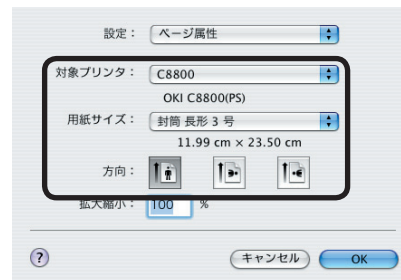 設定： ページ属性
対象プリンタ： C8800
OKI C8800(PS)
用紙サイズ： 封筒 長形 3 号
11.99 cm × 23.50 cm
方向：
拡大縮小： 100 %
? キャンセル OK